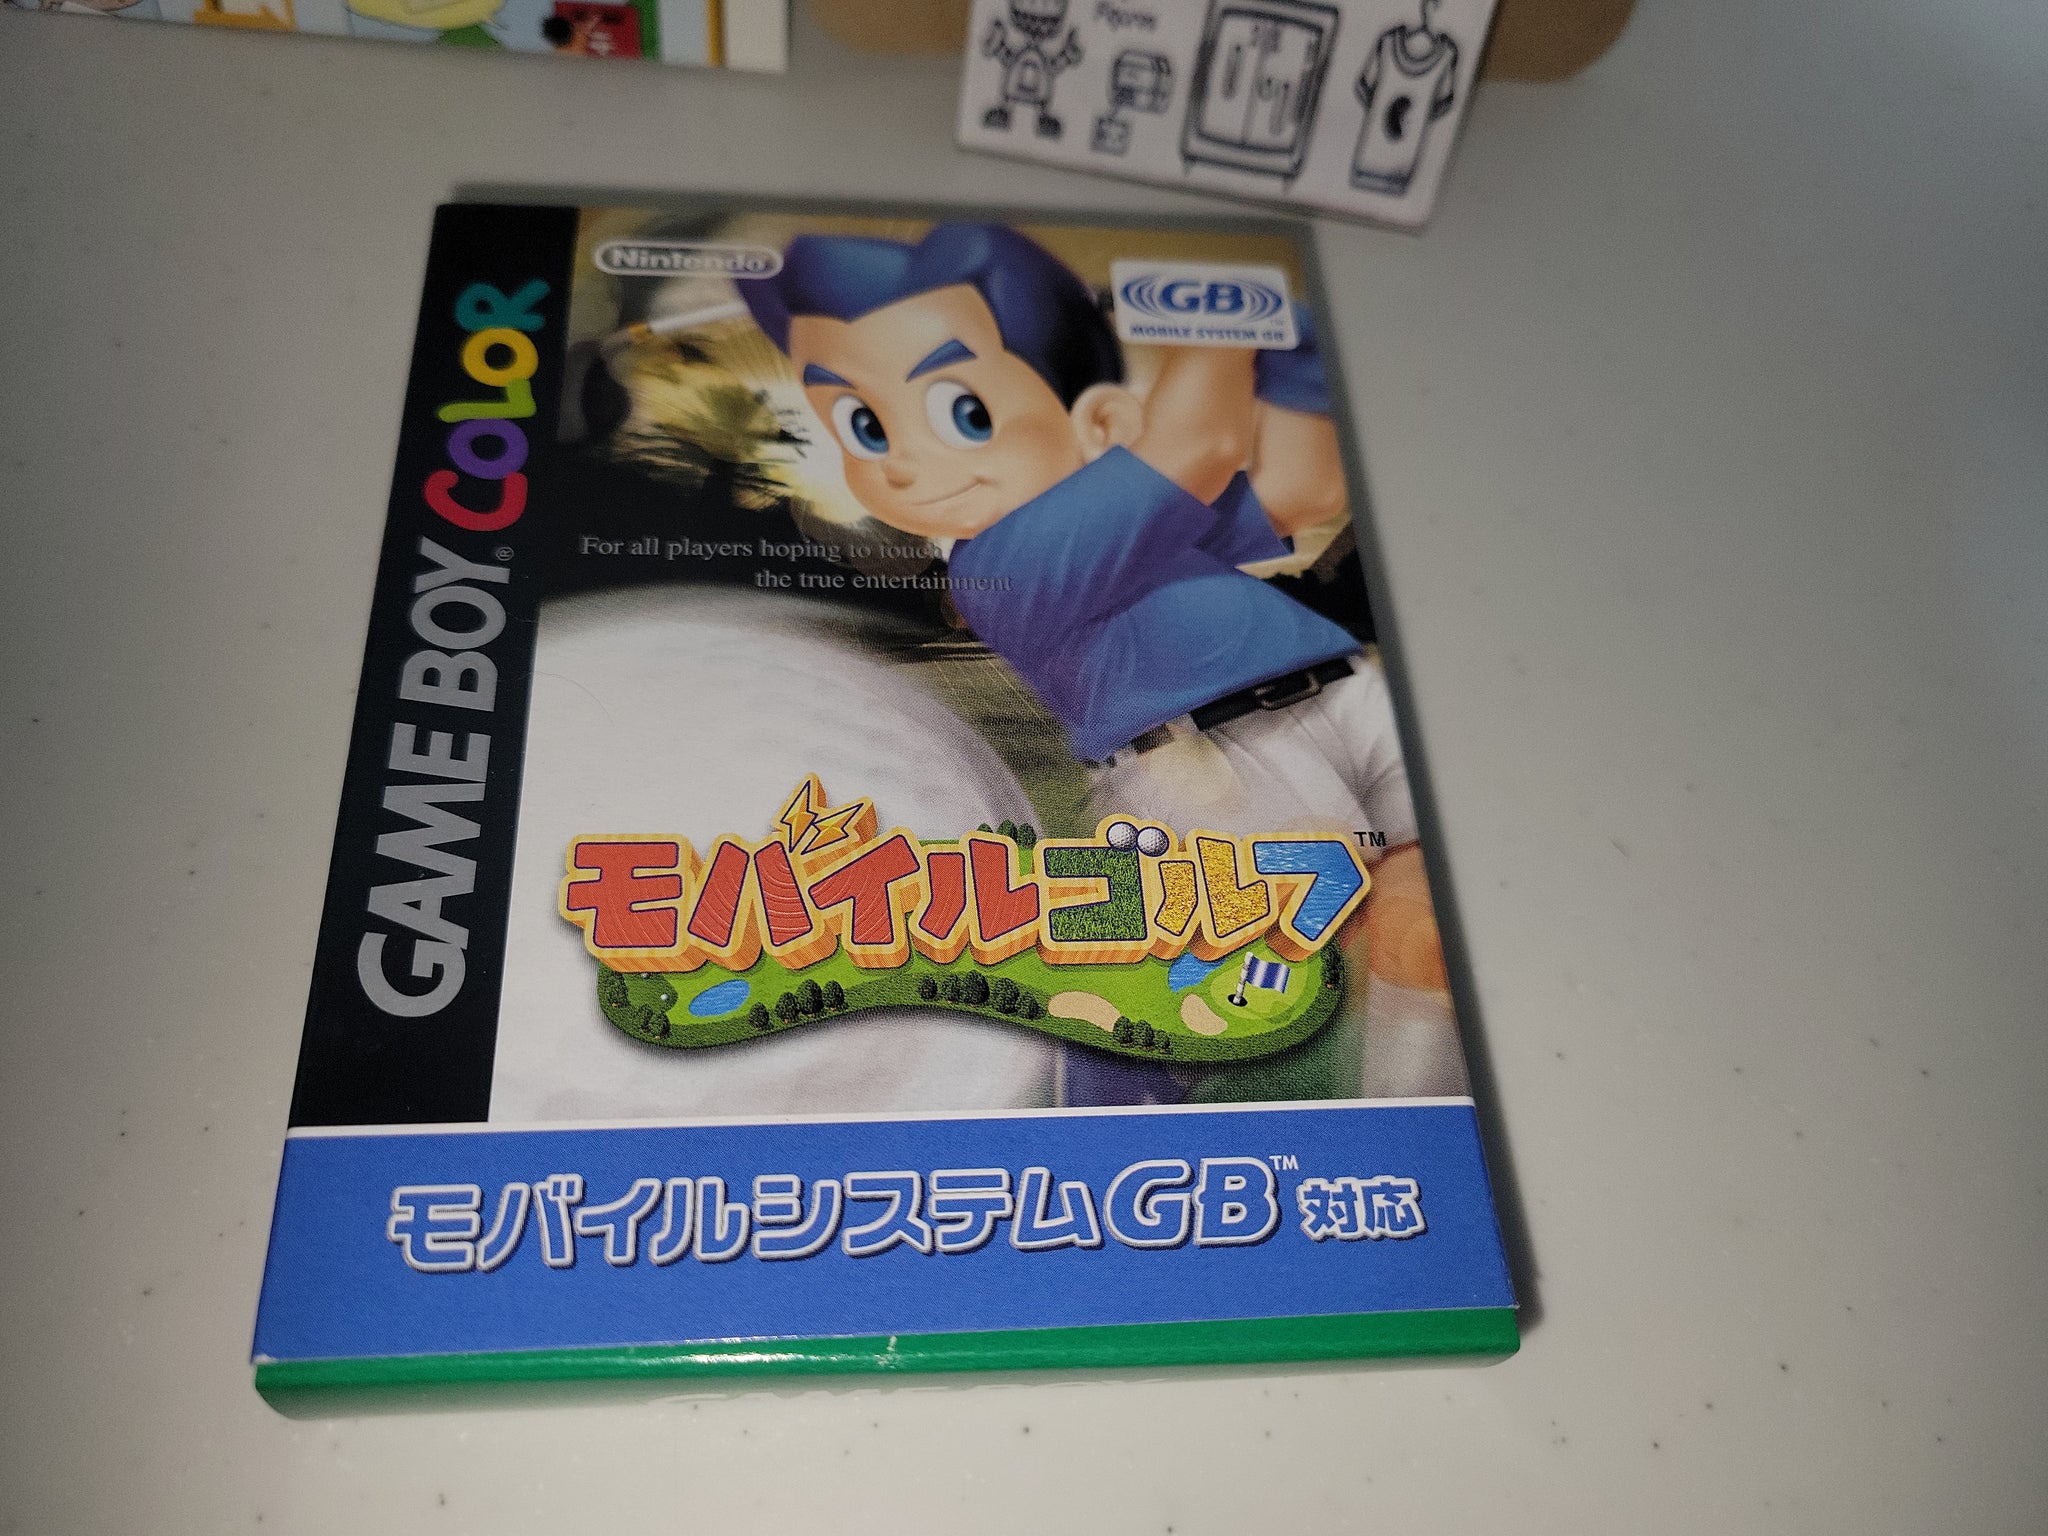 Figures
Nintendo
GB
MOBILE SYSTEM GB
GAME BOY® COLOR
For all players hoping to touch
the true entertainment
モバイルゴルフ™
モバイルシステムGB™対応